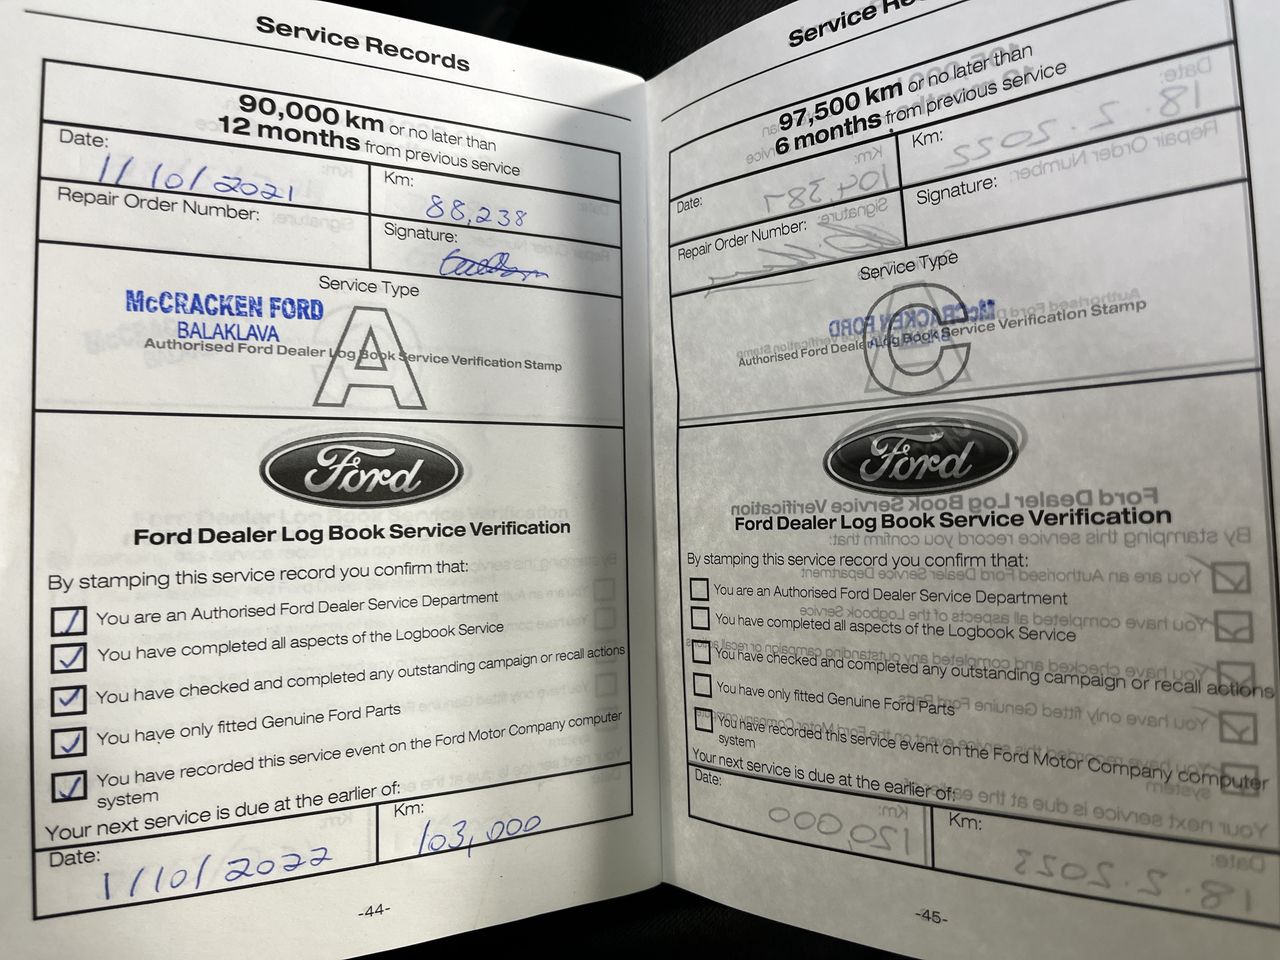 Service Records
90,000 km or no later than
12 months from previous service
Date:
1/10/2021
Km:
88,238
Repair Order Number:
Signature:
Service Type
A
McCRACKEN FORD
BALAKLAVA
Authorised Ford Dealer Log Book Service Verification Stamp
Ford
Ford Dealer Log Book Service Verification
By stamping this service record you confirm that:
You are an Authorised Ford Dealer Service Department
You have completed all aspects of the Logbook Service
You have checked and completed any outstanding campaign or recall actions
You have only fitted Genuine Ford Parts
You have recorded this service event on the Ford Motor Company computer
system
Your next service is due at the earlier of:
Date:
1/10/2022
Km:
103,000
-44-
Service
97,500 km or no later than
6 months from previous service
Date:
Km:
Repair Order Number:
Signature:
Service Type
C
Authorised Ford Dealer Log Book Service Verification Stamp
Ford
Ford Dealer Log Book Service Verification
By stamping this service record you confirm that:
You are an Authorised Ford Dealer Service Department
You have completed all aspects of the Logbook Service
You have checked and completed any outstanding campaign or recall actions
You have only fitted Genuine Ford Parts
You have recorded this service event on the Ford Motor Company computer
system
Your next service is due at the earlier of:
Date:
Km:
-45-